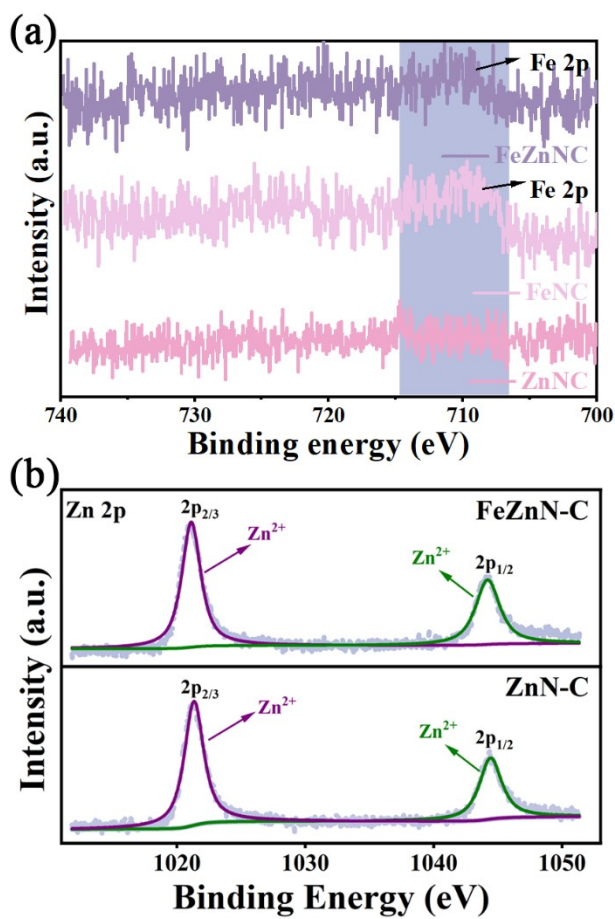 (a)
Intensity (a.u.)
Fe 2p
FeZnNC
Fe 2p
FeNC
ZnNC
740 730 720 710 700
Binding energy (eV)
(b)
Intensity (a.u.)
Zn 2p
2p2/3
Zn2+
Zn2+
2p1/2
FeZnN-C
2p2/3
Zn2+
Zn2+
2p1/2
ZnN-C
1020 1030 1040 1050
Binding Energy (eV)